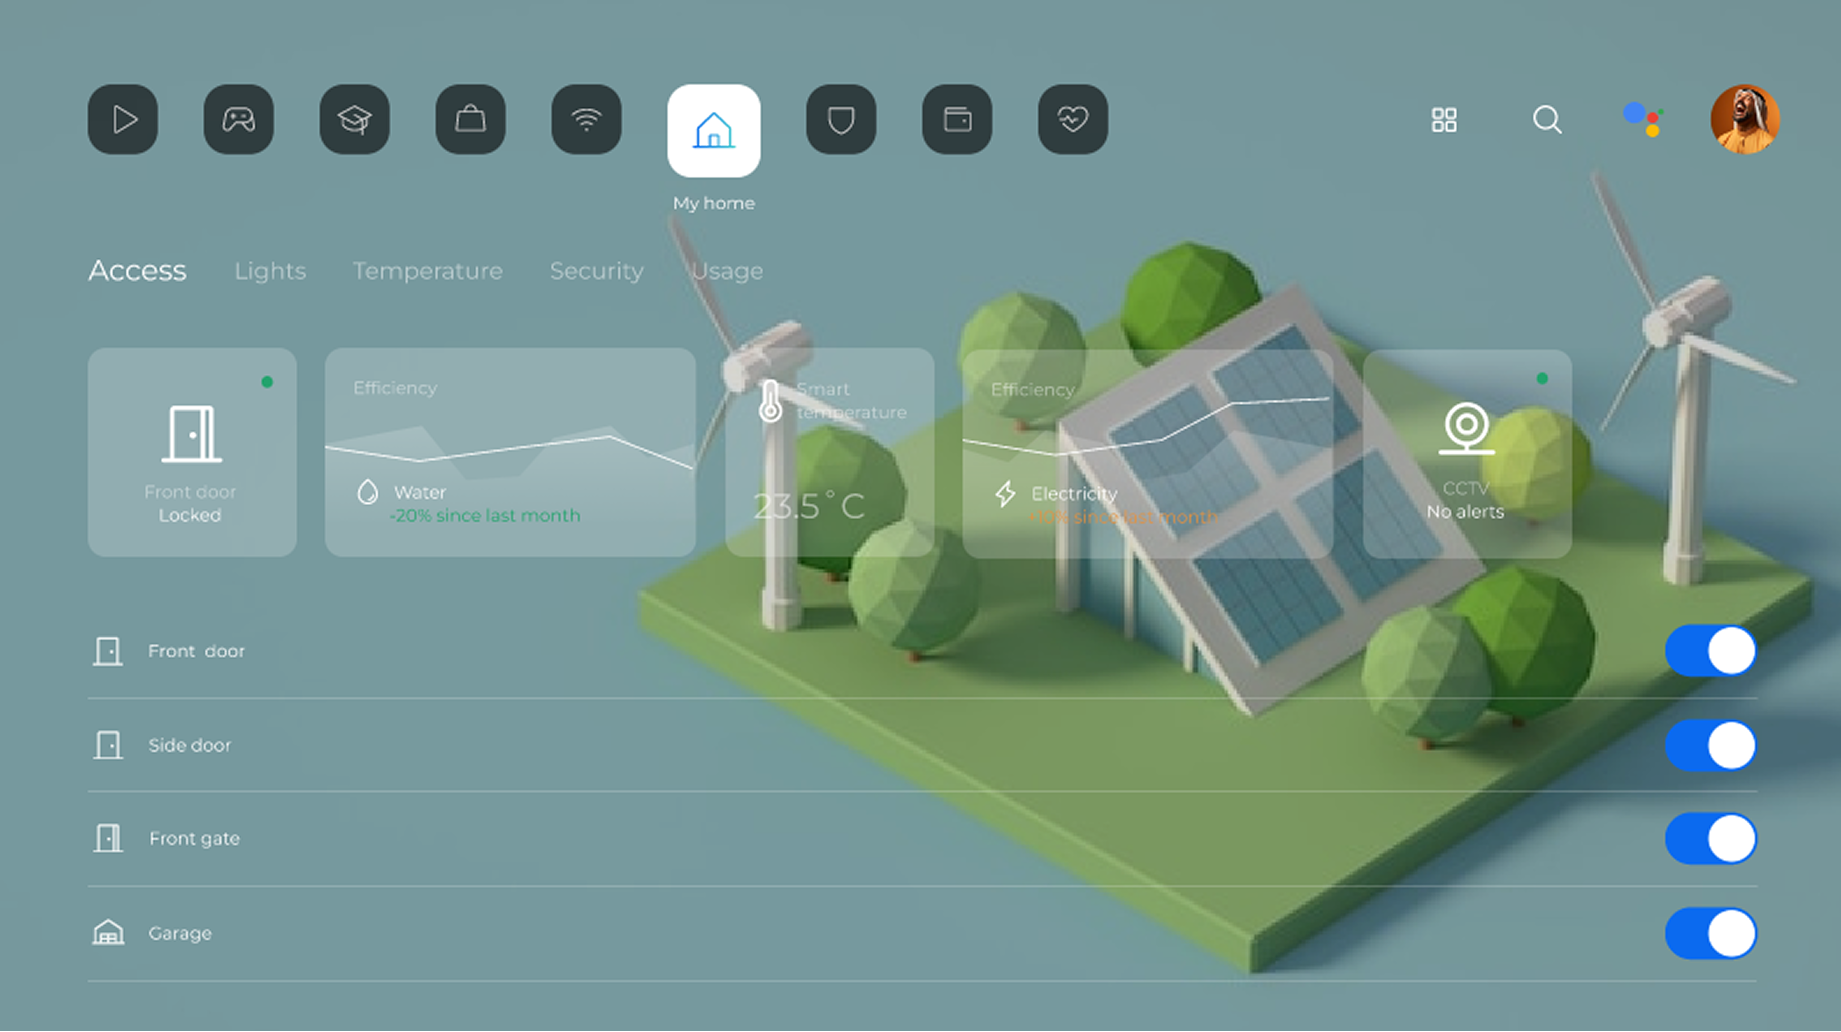 My home
Access Lights Temperature Security Usage
Efficiency
Smart
temperature
Efficiency
Front door
Locked
Water
-20% since last month
23.5°C
Electricity
+10% since last month
CCTV
No alerts
Front door
Side door
Front gate
Garage